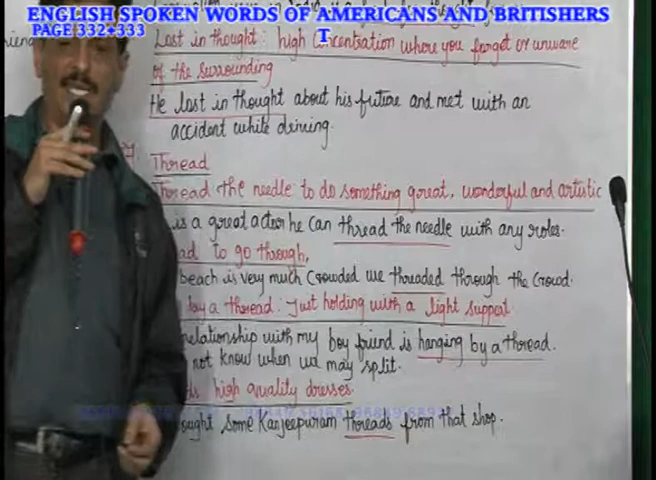 ENGLISH SPOKEN WORDS OF AMERICANS AND BRITISHERS
PAGE 332+333
T
Lost in thought: high concentration where you forget or unware
of the surrounding
He lost in thought about his future and met with an
accident while driving.
7. Thread
Thread the needle to do something great, wonderful and artistic
is a great actor he can thread the needle with any roles.
ad to go through,
beach is very much crowded we threaded through the crowd.
by a thread. Just holding with a light support.
relationship with my boy friend is hanging by a thread.
not know when we may split.
ds high quality dresses.
ought some Kanjeepuram threads from that shop.